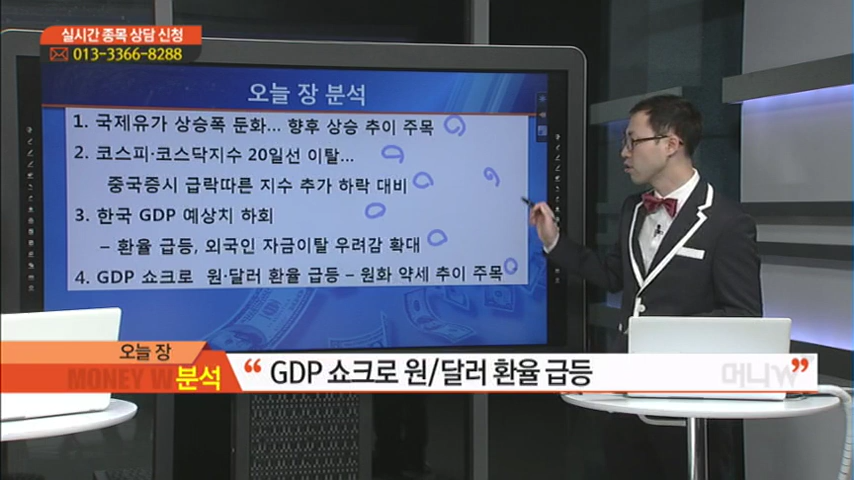 실시간 종목 상담 신청
013-3366-8288
오늘 장 분석
1. 국제유가 상승폭 둔화... 향후 상승 추이 주목
2. 코스피·코스닥지수 20일선 이탈...
중국증시 급락따른 지수 추가 하락 대비
3. 한국 GDP 예상치 하회
- 환율 급등, 외국인 자금이탈 우려감 확대
4. GDP 쇼크로 원·달러 환율 급등 - 원화 약세 추이 주목
오늘 장
MONEY W 분석
“ GDP 쇼크로 원/달러 환율 급등 ”
머니W